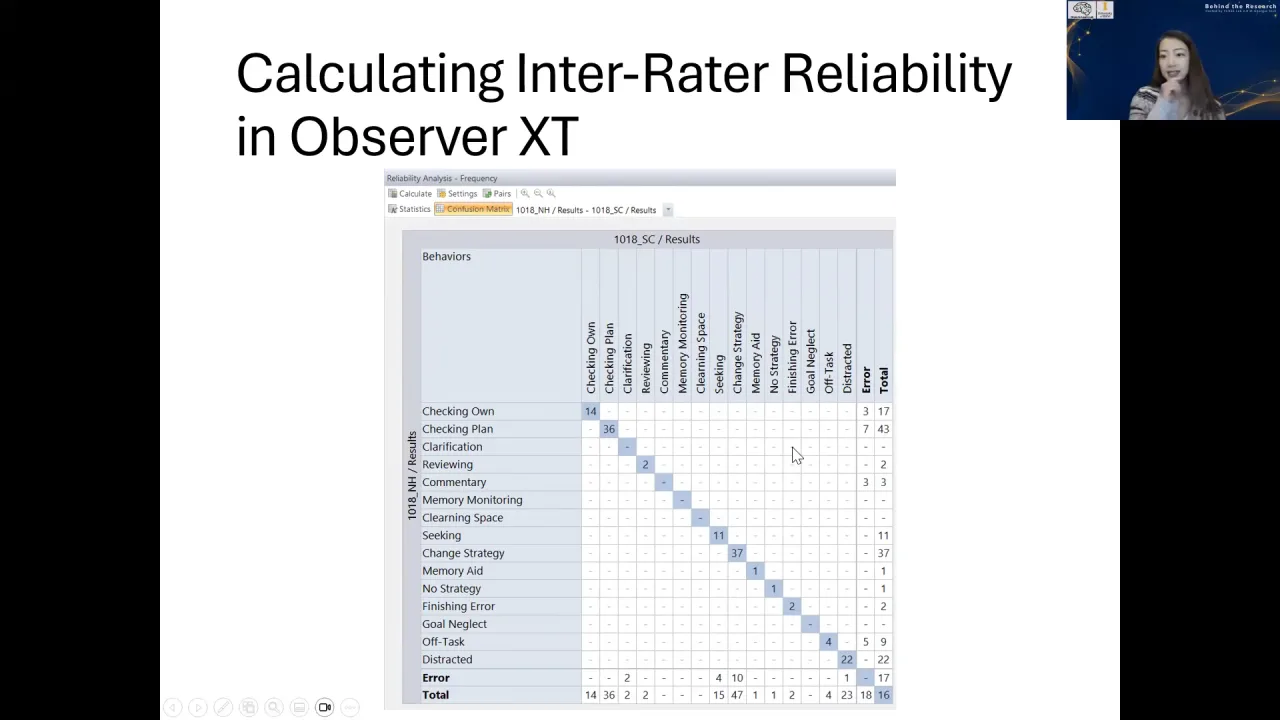 Behind the Research
Calculating Inter-Rater Reliability
in Observer XT
Reliability Analysis - Frequency
Calculate Settings Pairs
Statistics Confusion Matrix 1018_NH / Results - 1018_SC / Results
1018_SC / Results
Behaviors Checking Own Checking Plan Clarification Reviewing Commentary Memory Monitoring Clearning Space Seeking Change Strategy Memory Aid No Strategy Finishing Error Goal Neglect Off-Task Distracted Error Total
1018_NH / Results
Checking Own 14 - - - - - - - - - - - - - - 3 17
Checking Plan - 36 - - - - - - - - - - - - - 7 43
Clarification - - - - - - - - - - - - - - - - -
Reviewing - - - 2 - - - - - - - - - - - - 2
Commentary - - - - - - - - - - - - - - - 3 3
Memory Monitoring - - - - - - - - - - - - - - - - -
Clearning Space - - - - - - - - - - - - - - - - -
Seeking - - - - - - - 11 - - - - - - - - 11
Change Strategy - - - - - - - - 37 - - - - - - - 37
Memory Aid - - - - - - - - - 1 - - - - - - 1
No Strategy - - - - - - - - - - 1 - - - - - 1
Finishing Error - - - - - - - - - - - 2 - - - - 2
Goal Neglect - - - - - - - - - - - - - - - - -
Off-Task - - - - - - - - - - - - - 4 - 5 9
Distracted - - - - - - - - - - - - - - 22 - 22
Error - - 2 - - - - 4 10 - - - - - 1 - 17
Total 14 36 2 2 - - - 15 47 1 1 2 - 4 23 18 16